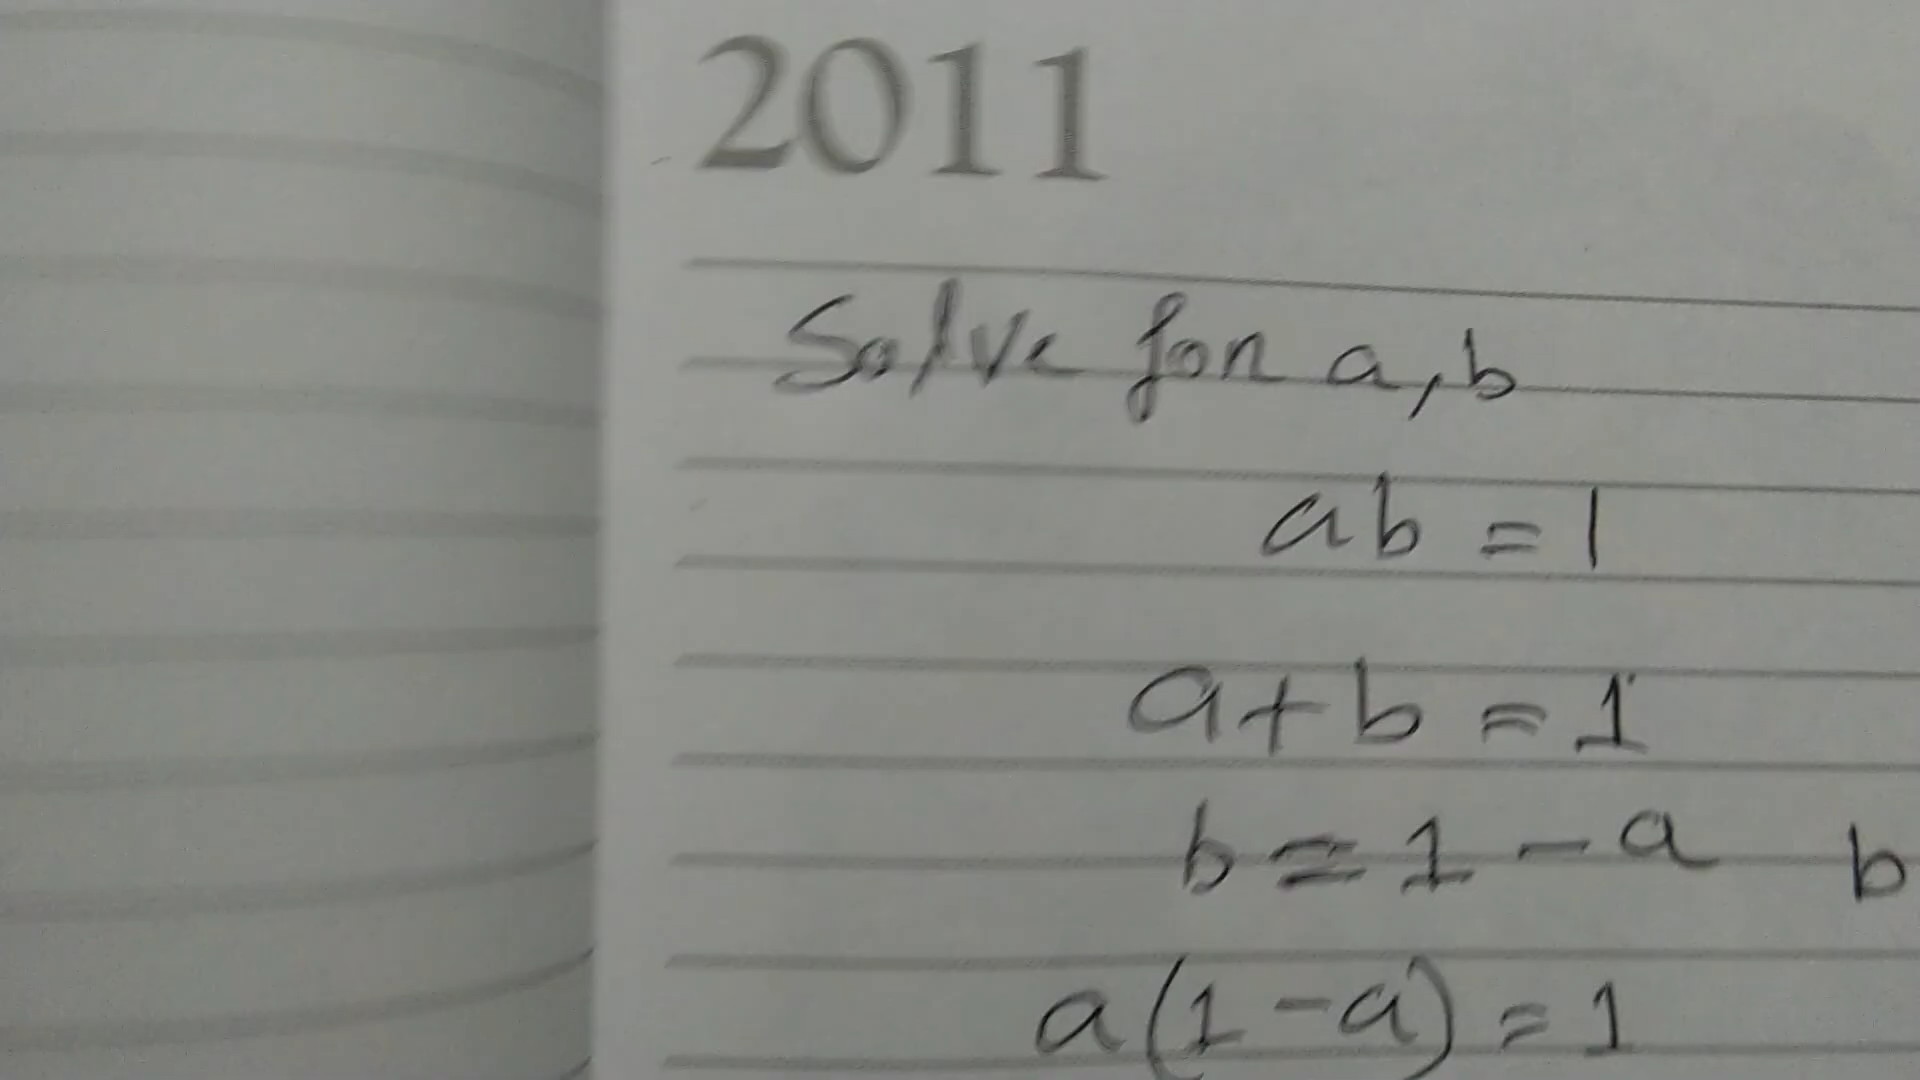 2011
Solve for a, b
ab = 1
a + b = 1
b = 1 - a b
a(1 - a) = 1